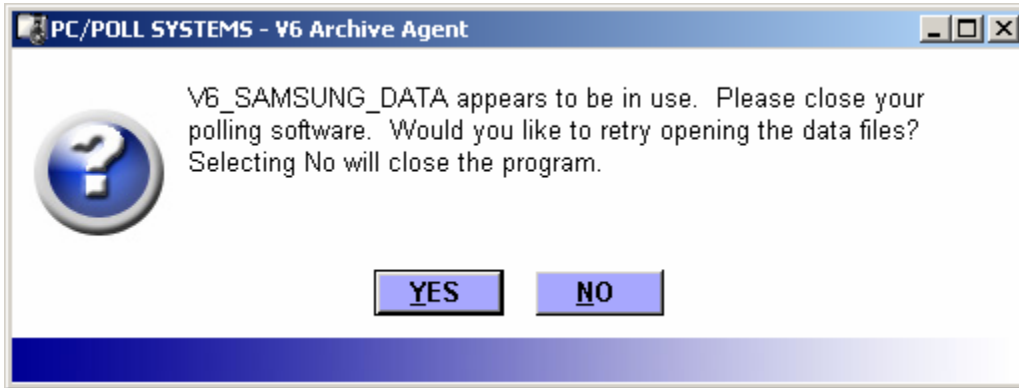 PC/POLL SYSTEMS - V6 Archive Agent
V6_SAMSUNG_DATA appears to be in use.  Please close your
polling software.  Would you like to retry opening the data files?
Selecting No will close the program.
YES
NO